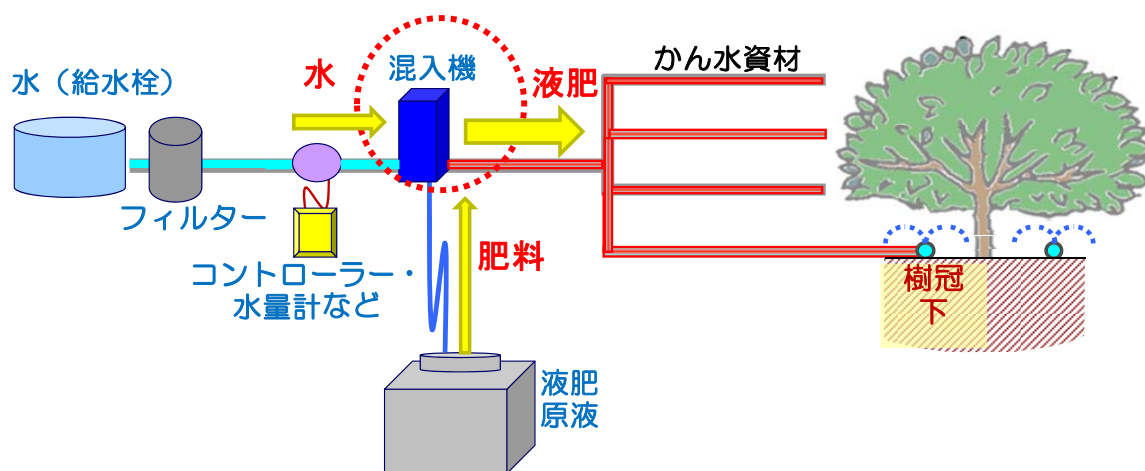 水（給水栓）
フィルター
コントローラー・
水量計など
水
混入機
液肥
肥料
液肥
原液
かん水資材
樹冠
下